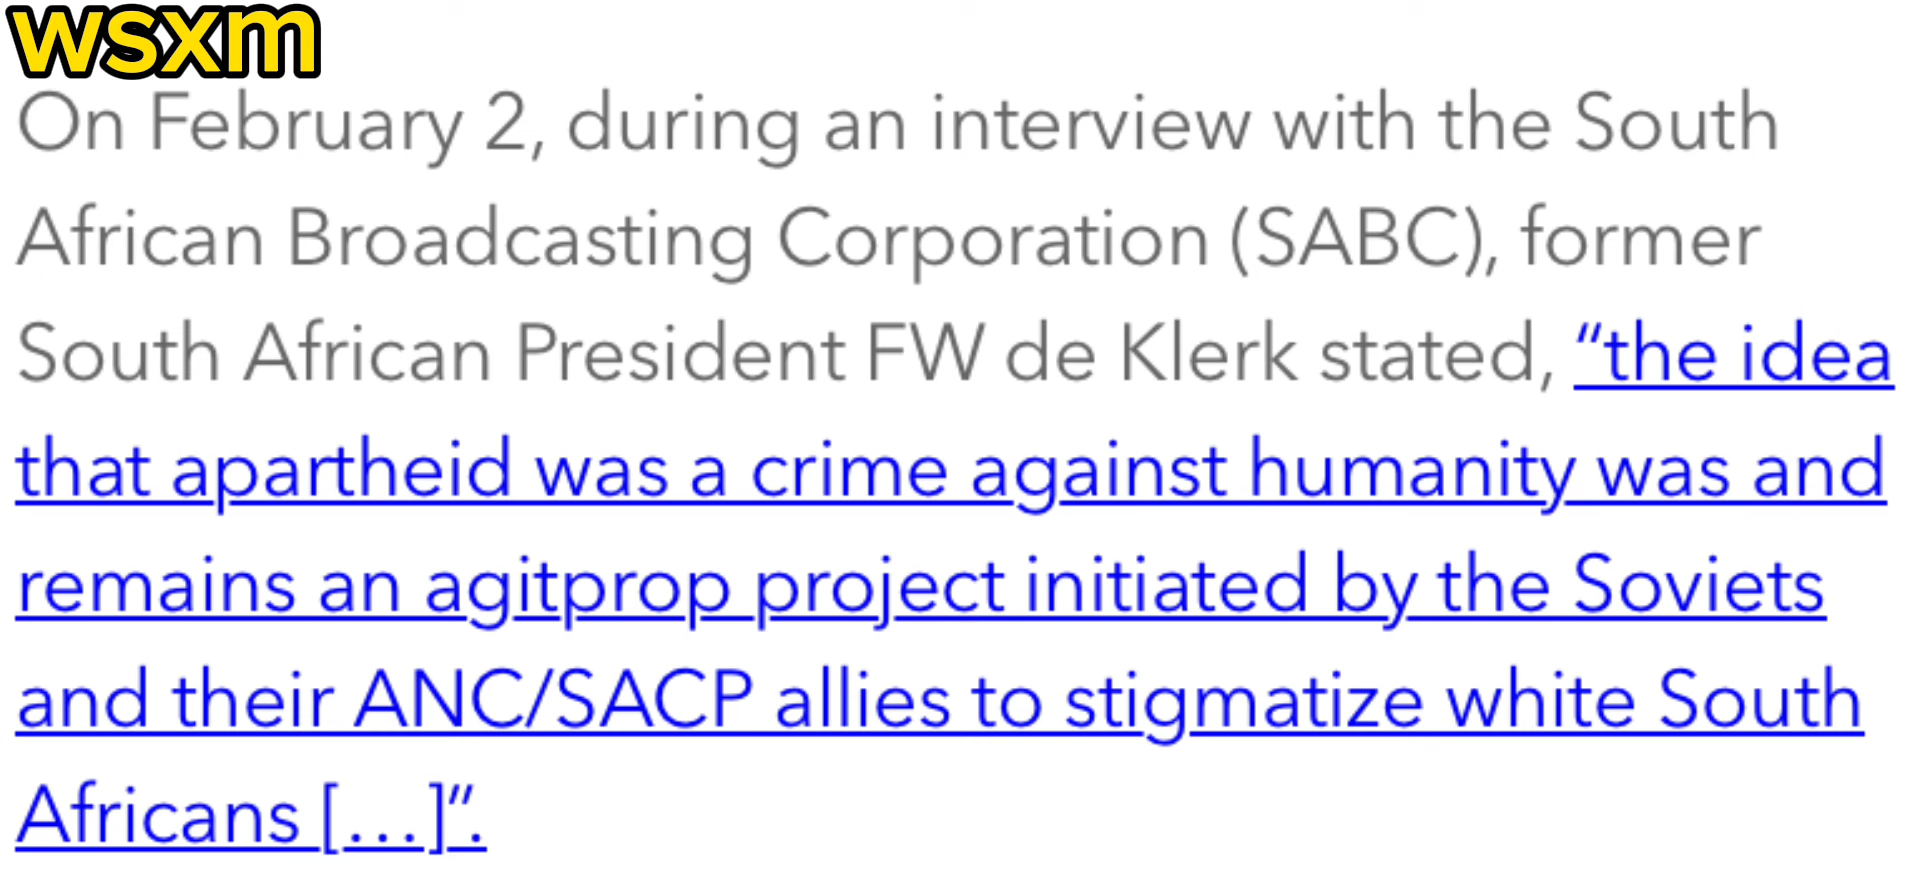 wsxm
On February 2, during an interview with the South
African Broadcasting Corporation (SABC), former
South African President FW de Klerk stated, “the idea
that apartheid was a crime against humanity was and
remains an agitprop project initiated by the Soviets
and their ANC/SACP allies to stigmatize white South
Africans […]”.